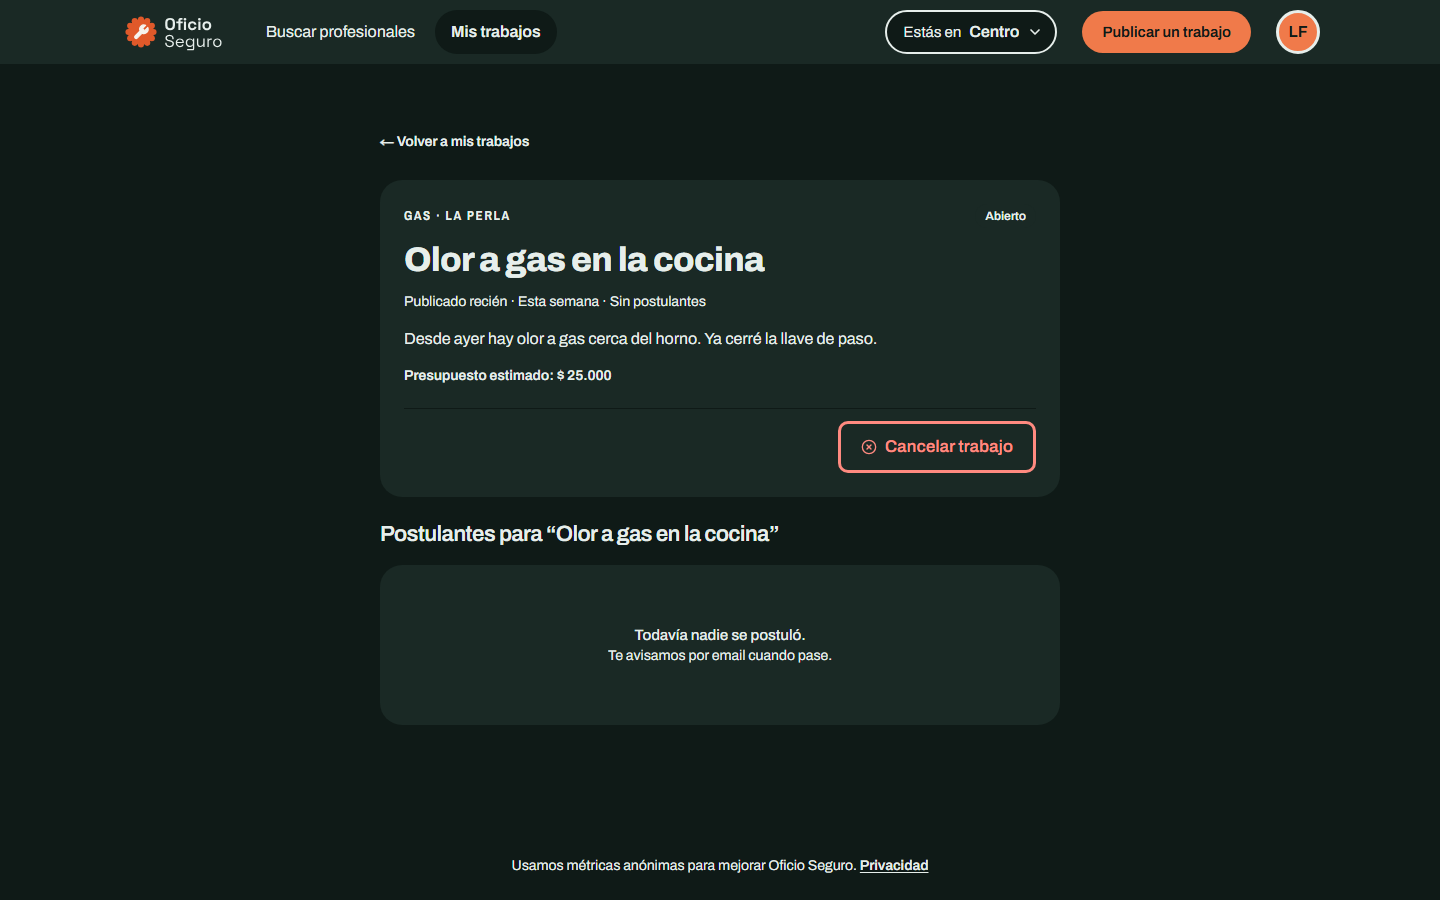 Oficio
Seguro
Buscar profesionales
Mis trabajos
Estás en Centro
Publicar un trabajo
LF
← Volver a mis trabajos
GAS · LA PERLA
Abierto
Olor a gas en la cocina
Publicado recién · Esta semana · Sin postulantes
Desde ayer hay olor a gas cerca del horno. Ya cerré la llave de paso.
Presupuesto estimado: $ 25.000
Cancelar trabajo
Postulantes para “Olor a gas en la cocina”
Todavía nadie se postuló.
Te avisamos por email cuando pase.
Usamos métricas anónimas para mejorar Oficio Seguro. Privacidad